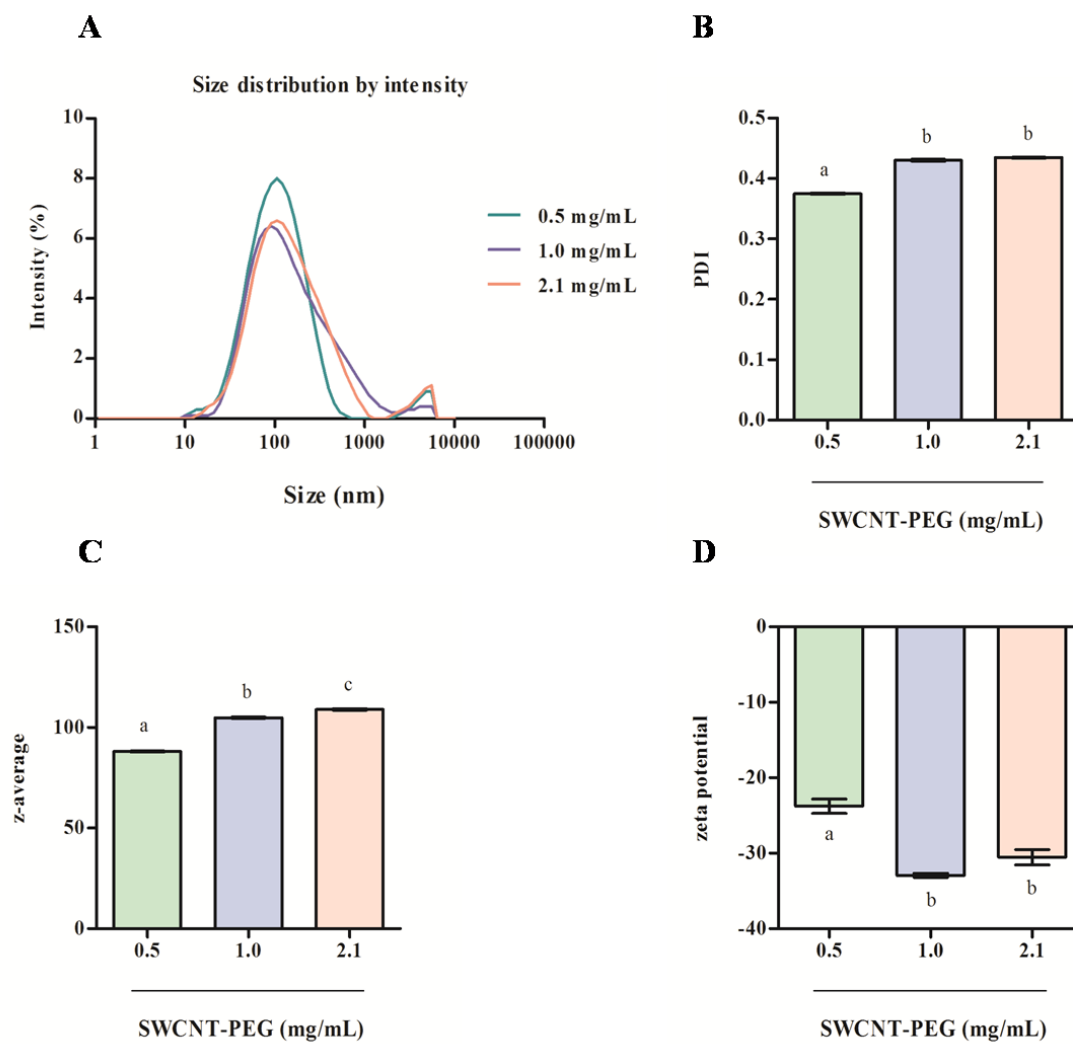 A
Size distribution by intensity
10
8
6
4
2
0
Intensity (%)
1 10 100 1000 10000 100000
Size (nm)
0.5 mg/mL
1.0 mg/mL
2.1 mg/mL
B
0.5
0.4
0.3
0.2
0.1
0.0
PDI
a b b
0.5 1.0 2.1
SWCNT-PEG (mg/mL)
C
150
100
50
0
z-average
a b c
0.5 1.0 2.1
SWCNT-PEG (mg/mL)
D
0
-10
-20
-30
-40
zeta potential
a b b
0.5 1.0 2.1
SWCNT-PEG (mg/mL)